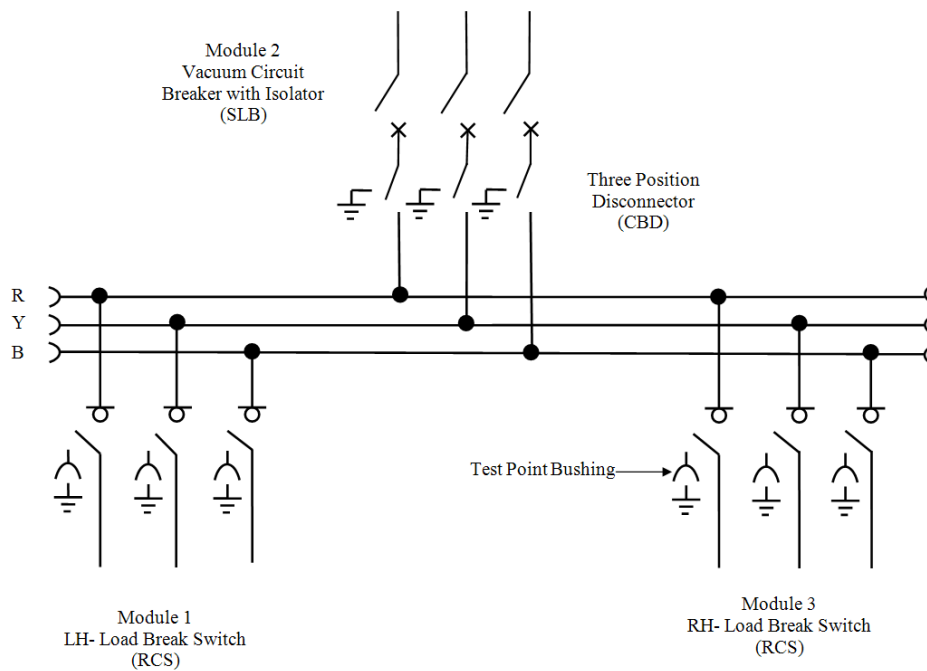 Module 2
Vacuum Circuit
Breaker with Isolator
(SLB)
Three Position
Disconnector
(CBD)
R
Y
B
Test Point Bushing
Module 1
LH- Load Break Switch
(RCS)
Module 3
RH- Load Break Switch
(RCS)